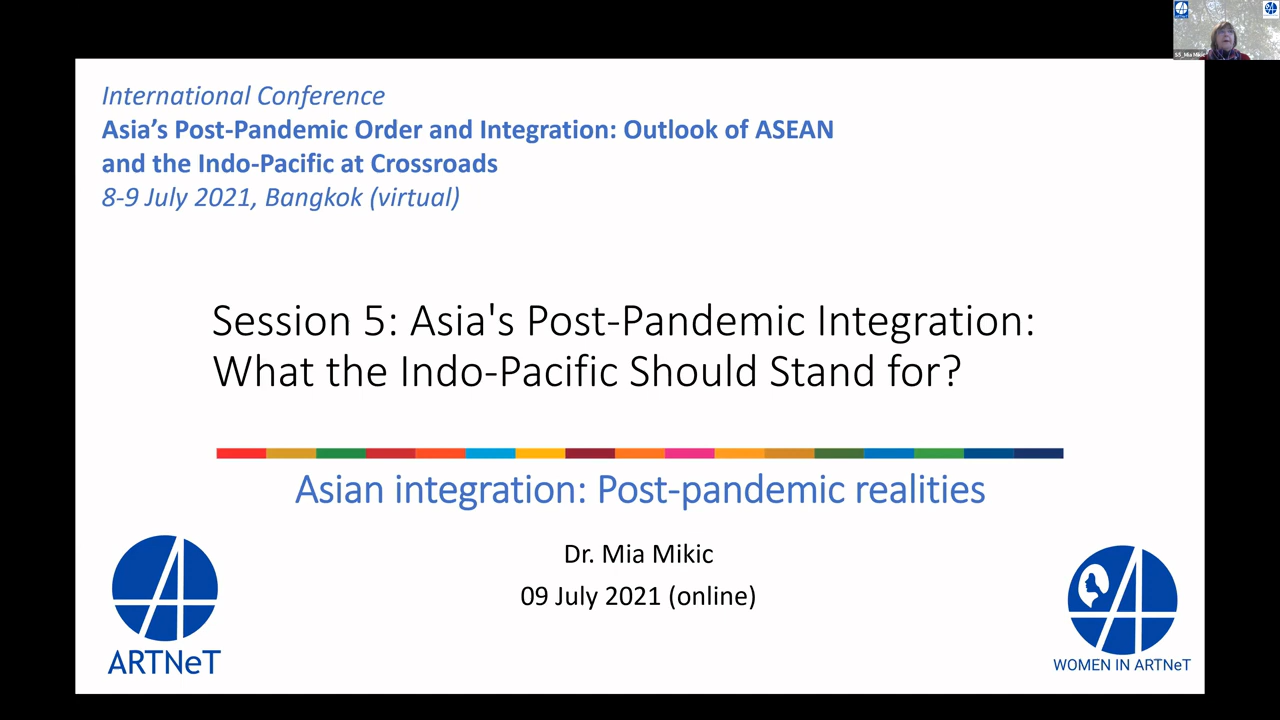 International Conference
Asia's Post-Pandemic Order and Integration: Outlook of ASEAN
and the Indo-Pacific at Crossroads
8-9 July 2021, Bangkok (virtual)
Session 5: Asia's Post-Pandemic Integration:
What the Indo-Pacific Should Stand for?
Asian integration: Post-pandemic realities
Dr. Mia Mikic
09 July 2021 (online)
ARTNeT
WOMEN IN ARTNeT